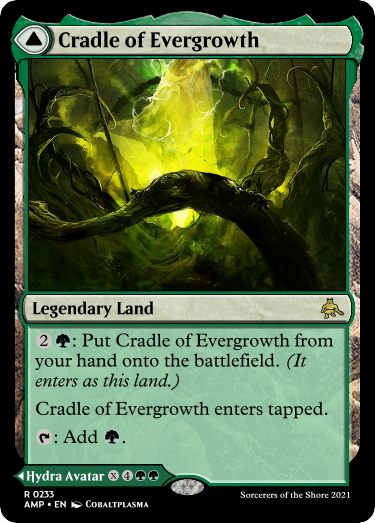 Cradle of Evergrowth
Legendary Land
2 : Put Cradle of Evergrowth from
your hand onto the battlefield. (It
enters as this land.)
Cradle of Evergrowth enters tapped.
: Add .
Hydra Avatar X 4
R 0233
AMP • EN Cobaltplasma
Sorcerers of the Shore 2021